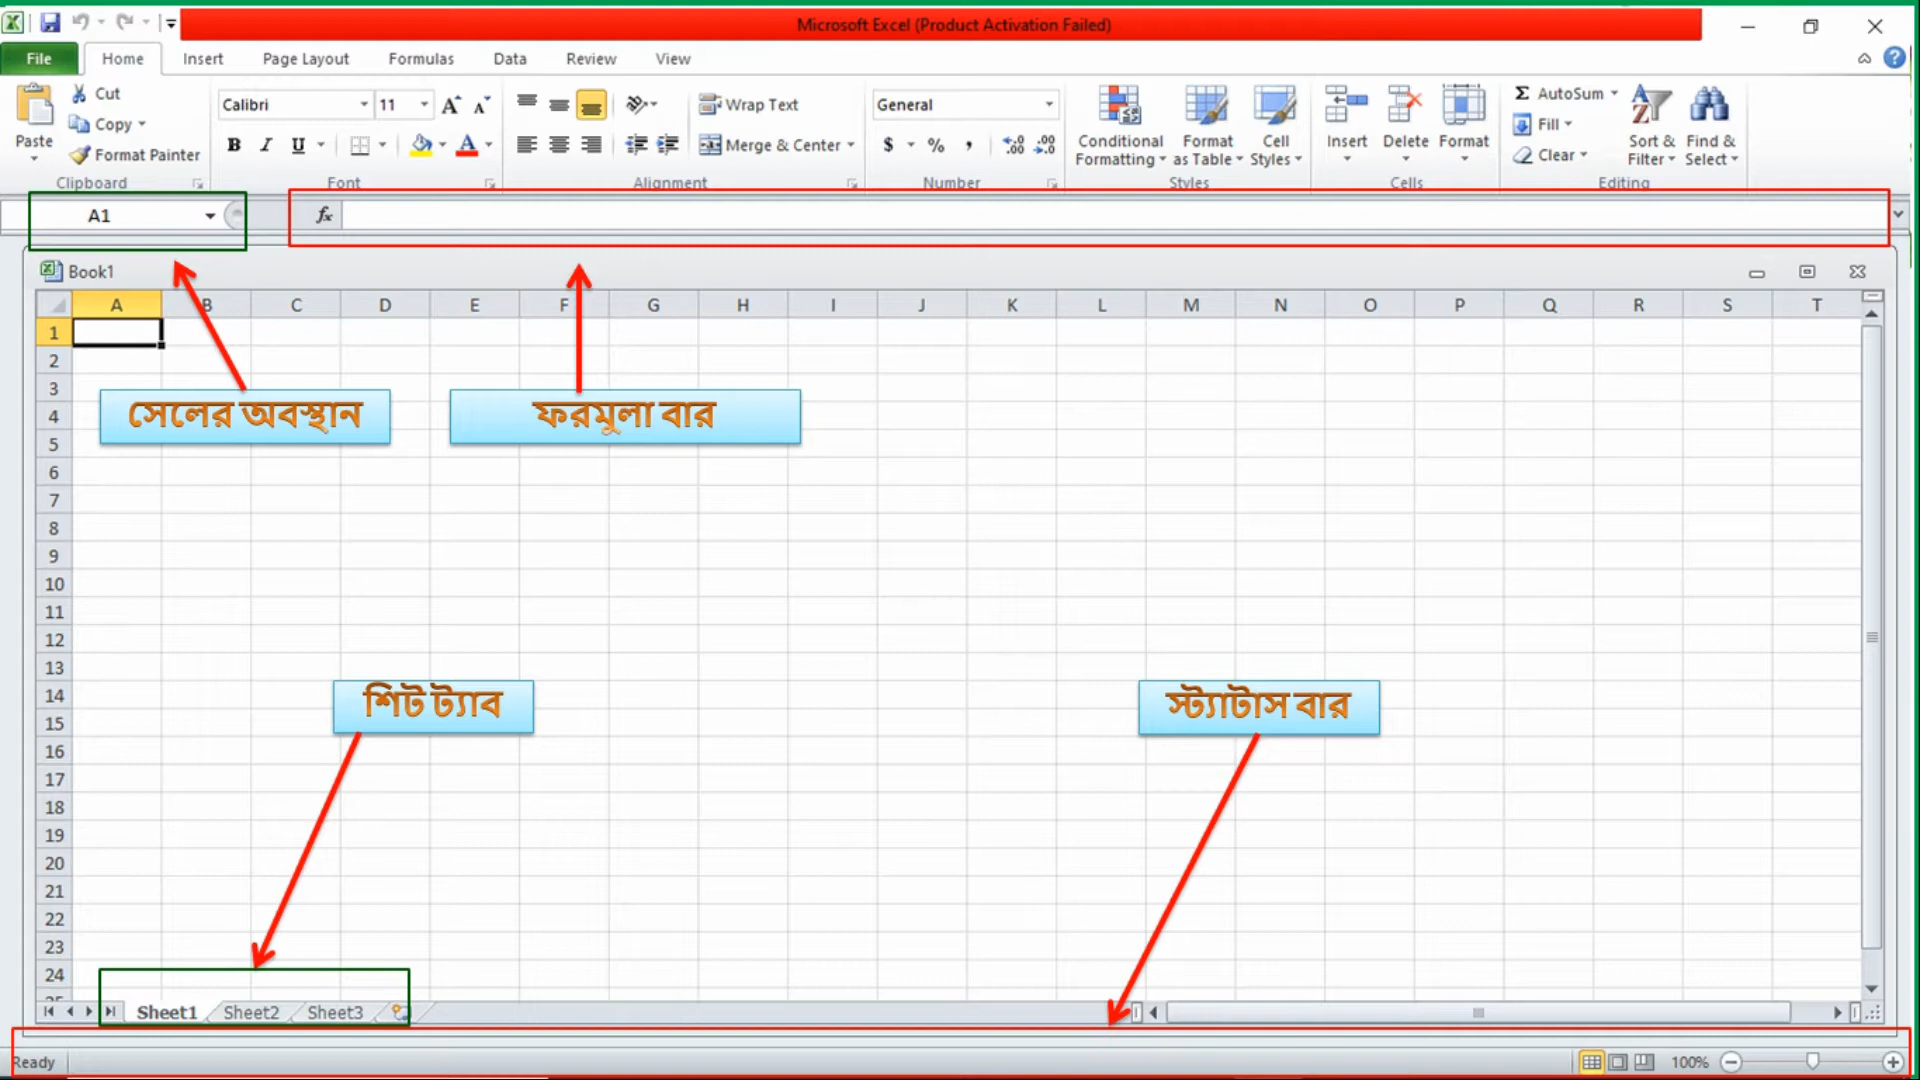 Microsoft Excel (Product Activation Failed)
File Home Insert Page Layout Formulas Data Review View
Paste
Cut
Copy
Format Painter
Clipboard
Calibri 11 A A
B I U A
Font
Wrap Text
Merge & Center
Alignment
General
$ % , .00 .00
Number
Conditional Formatting
Format as Table
Cell Styles
Styles
Insert Delete Format
Cells
Σ AutoSum
Fill
Clear
Sort & Filter
Find & Select
Editing
A1 fx
Book1
A B C D E F G H I J K L M N O P Q R S T
1
2
3
4
5
6
7
8
9
10
11
12
13
14
15
16
17
18
19
20
21
22
23
24
25
সেলের অবস্থান
ফরমুলা বার
শিট ট্যাব
স্ট্যাটাস বার
Sheet1 Sheet2 Sheet3
Ready 100%